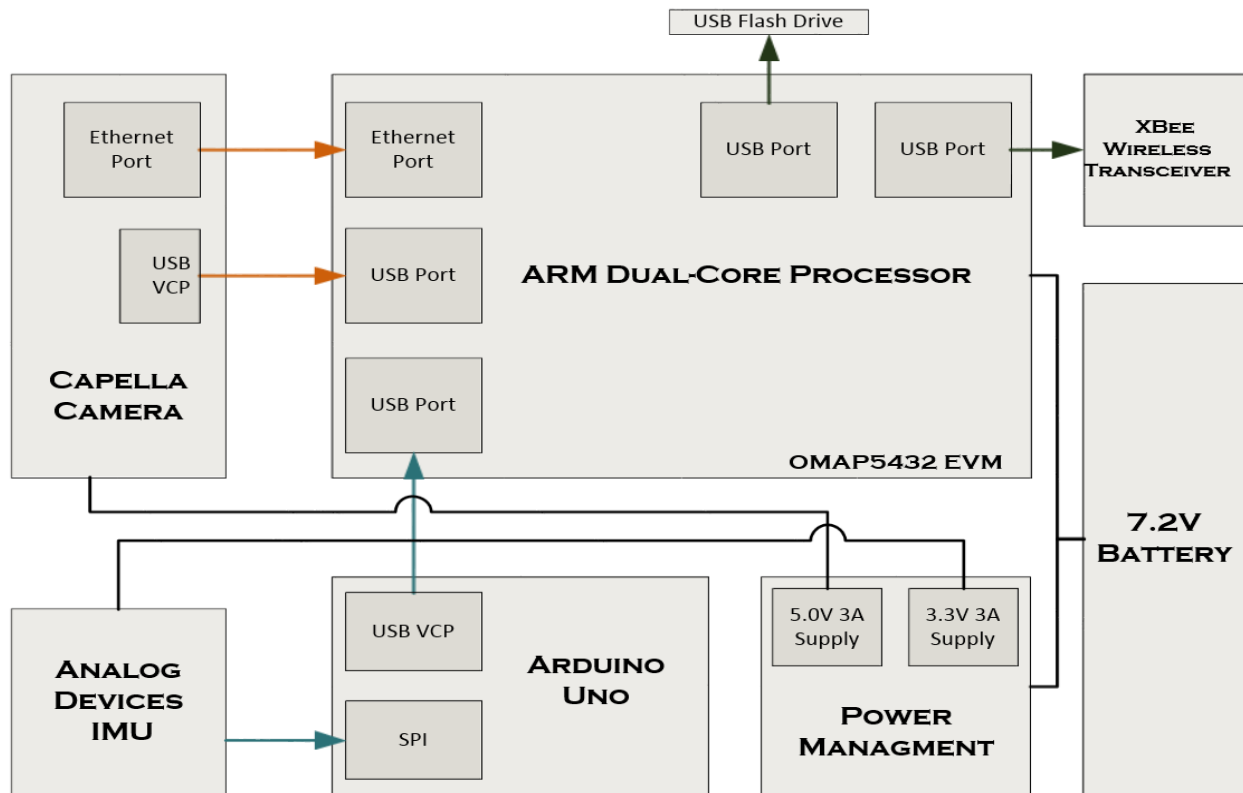 USB Flash Drive
Ethernet
Port
USB
VCP
Capella
Camera
Ethernet
Port
USB Port
USB Port
USB Port
USB Port
ARM Dual-Core Processor
OMAP5432 EVM
XBee
Wireless
Transceiver
7.2V
Battery
Analog
Devices
IMU
USB VCP
SPI
Arduino
Uno
5.0V 3A
Supply
3.3V 3A
Supply
Power
Managment